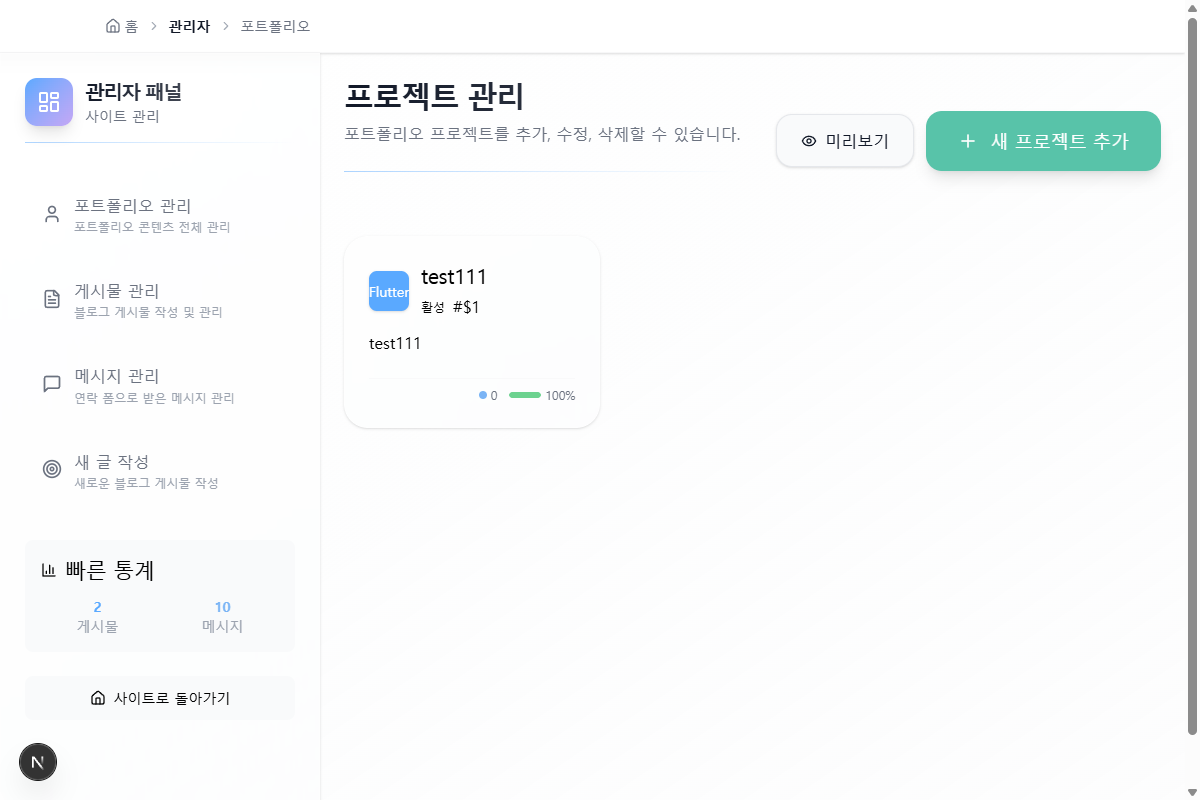 홈 > 관리자 > 포트폴리오
관리자 패널
사이트 관리
포트폴리오 관리
포트폴리오 콘텐츠 전체 관리
게시물 관리
블로그 게시물 작성 및 관리
메시지 관리
연락 폼으로 받은 메시지 관리
새 글 작성
새로운 블로그 게시물 작성
빠른 통계
2 10
게시물 메시지
사이트로 돌아가기
N
프로젝트 관리
포트폴리오 프로젝트를 추가, 수정, 삭제할 수 있습니다.
미리보기
+ 새 프로젝트 추가
Flutter
test111
활성 #$1
test111
0 100%